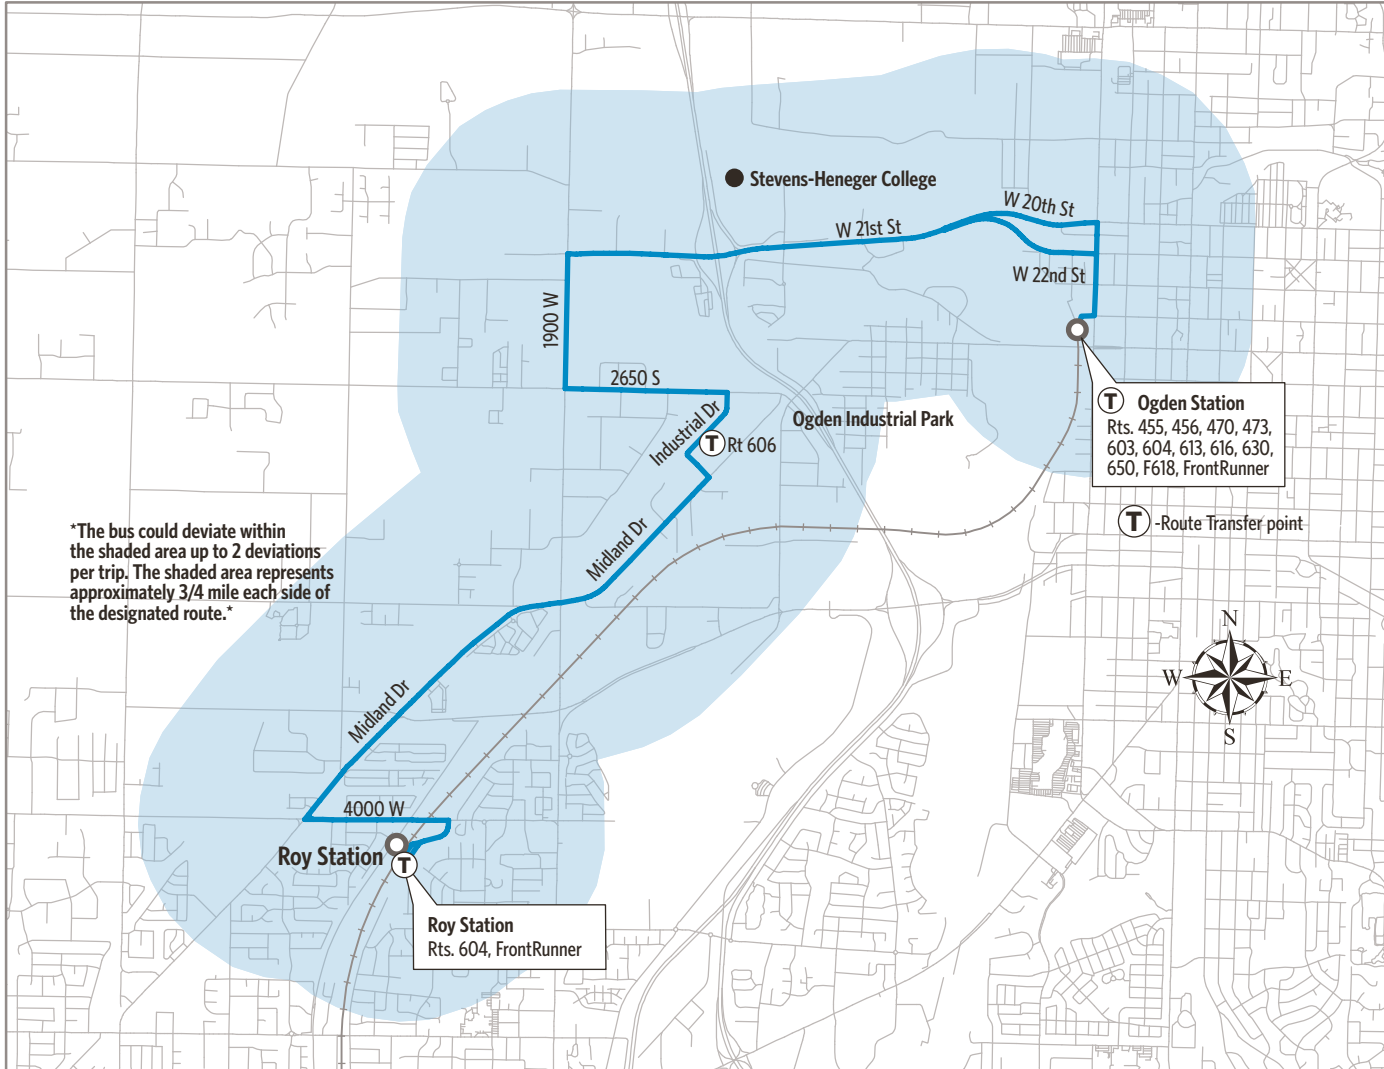 Stevens-Heneger College
W 20th St
W 21st St
W 22nd St
1900 W
2650 S
Industrial Dr
T Rt 606
Ogden Industrial Park
T Ogden Station
Rts. 455, 456, 470, 473,
603, 604, 613, 616, 630,
650, F618, FrontRunner
T -Route Transfer point
*The bus could deviate within
the shaded area up to 2 deviations
per trip. The shaded area represents
approximately 3/4 mile each side of
the designated route.*
Midland Dr
Midland Dr
N
W E
S
4000 W
Roy Station
T
Roy Station
Rts. 604, FrontRunner